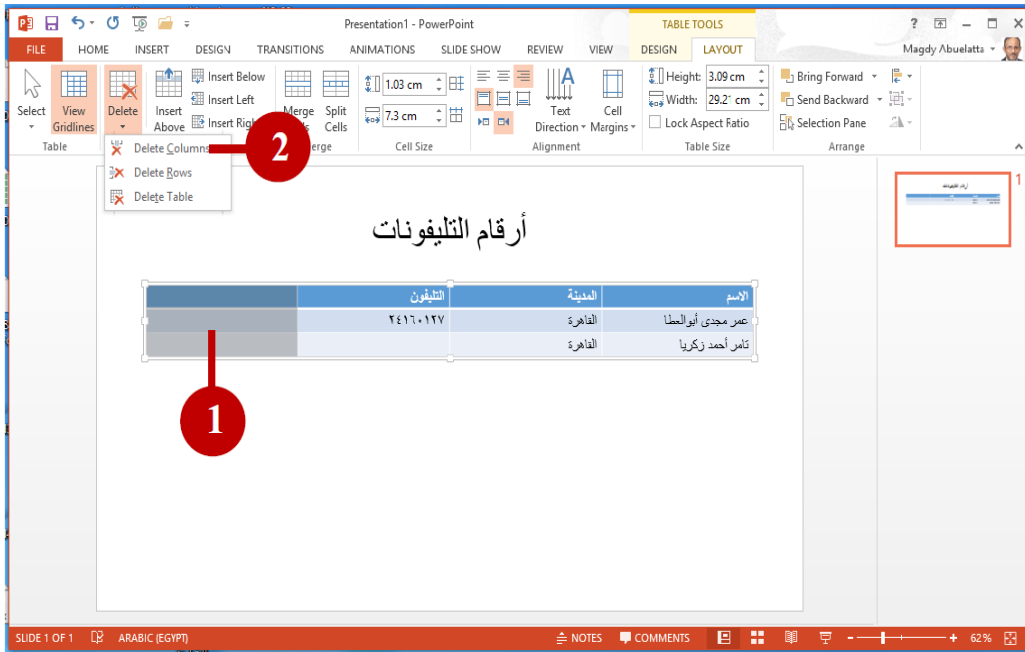 Presentation1 - PowerPoint
TABLE TOOLS
?
FILE HOME INSERT DESIGN TRANSITIONS ANIMATIONS SLIDE SHOW REVIEW VIEW DESIGN LAYOUT
Magdy Abuelatta
Select
View Gridlines
Table
Delete
Insert Above
Insert Below
Insert Left
Merge
Split Cells
1.03 cm
7.3 cm
Cell Size
Text Direction
Cell Margins
Alignment
Height: 3.09 cm
Width: 29.21 cm
Lock Aspect Ratio
Table Size
Bring Forward
Send Backward
Selection Pane
Arrange
Delete Columns
Delete Rows
Delete Table
2
أرقام التليفونات
الاسم المدينة التليفون
عمر مجدى أبوالعطا القاهرة ٢٤١٦٠١٢٧
تامر أحمد زكريا القاهرة
1
1
SLIDE 1 OF 1 ARABIC (EGYPT) NOTES COMMENTS 62%